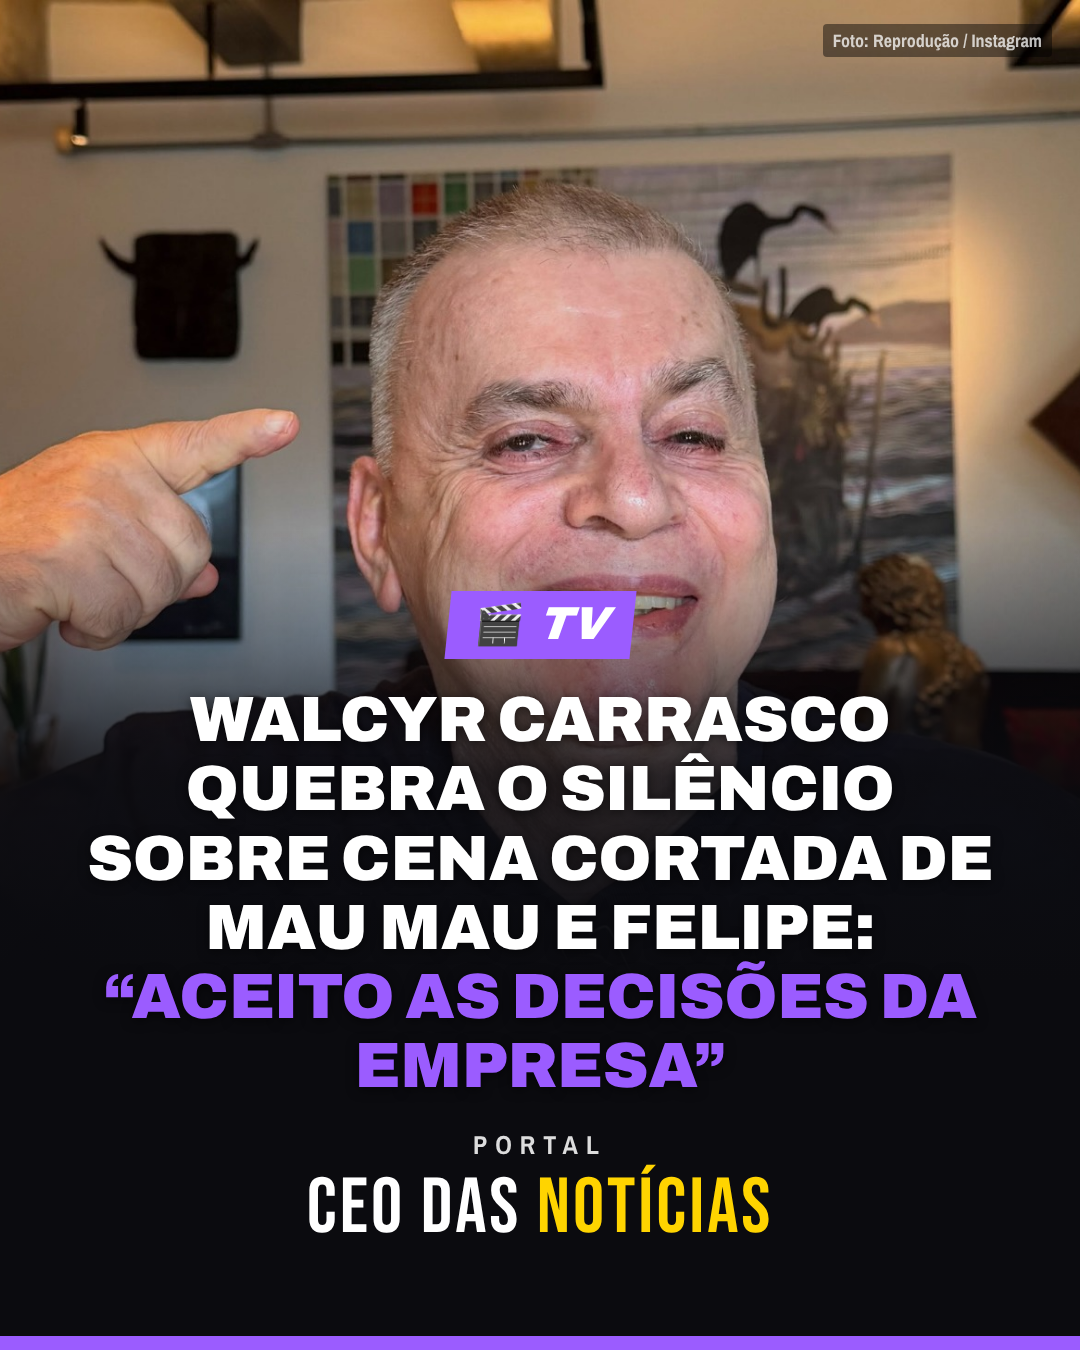 Foto: Reprodução / Instagram
TV
WALCYR CARRASCO
QUEBRA O SILÊNCIO
SOBRE CENA CORTADA DE
MAU MAU E FELIPE:
“ACEITO AS DECISÕES DA
EMPRESA”
PORTAL
CEO DAS NOTÍCIAS